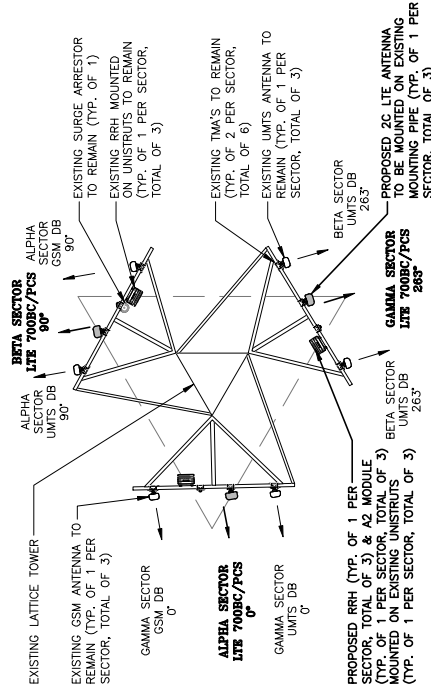 EXISTING LATTICE TOWER
EXISTING GSM ANTENNA TO
REMAIN (TYP. OF 1 PER
SECTOR, TOTAL OF 3)
GAMMA SECTOR
GSM DB
0°
ALPHA SECTOR
LTE 700BC/PCS
0°
GAMMA SECTOR
UMTS DB
0°
PROPOSED RRH (TYP. OF 1 PER
SECTOR, TOTAL OF 3) & A2 MODULE
(TYP. OF 1 PER SECTOR, TOTAL OF 3)
MOUNTED ON EXISTING UNISTRUTS
(TYP. OF 1 PER SECTOR, TOTAL OF 3)
ALPHA
SECTOR
UMTS DB
90°
BETA SECTOR
LTE 700BC/PCS
90°
ALPHA
SECTOR
GSM DB
90°
EXISTING SURGE ARRESTOR
TO REMAIN (TYP. OF 1)
EXISTING RRH MOUNTED
ON UNISTRUTS TO REMAIN
(TYP. OF 1 PER SECTOR,
TOTAL OF 3)
EXISTING TMA'S TO REMAIN
(TYP. OF 2 PER SECTOR,
TOTAL OF 6)
EXISTING UMTS ANTENNA TO
REMAIN (TYP. OF 1 PER
SECTOR, TOTAL OF 3)
BETA SECTOR
UMTS DB
263°
GAMMA SECTOR
LTE 700BC/PCS
263°
BETA SECTOR
UMTS DB
263°
PROPOSED 2C LTE ANTENNA
TO BE MOUNTED ON EXISTING
MOUNTING PIPE (TYP. OF 1 PER
SECTOR, TOTAL OF 3)